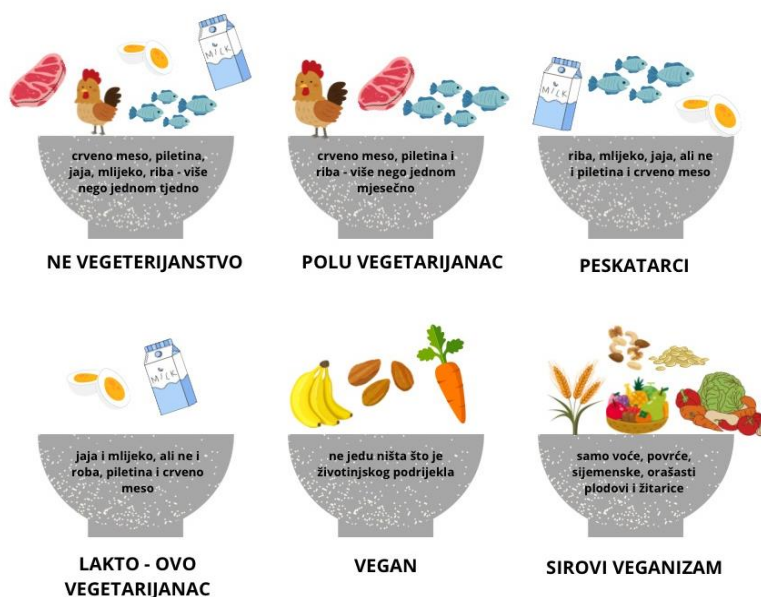 MILK
MILK
crveno meso, piletina,
jaja, mlijeko, riba - više
nego jednom tjedno
crveno meso, piletina i
riba - više nego jednom
mjesečno
riba, mlijeko, jaja, ali ne
i piletina i crveno meso
NE VEGETERIJANSTVO
POLU VEGETARIJANAC
PESKATARCI
MILK
jaja i mlijeko, ali ne i
roba, piletina i crveno
meso
ne jedu ništa što je
životinjskog podrijekla
samo voće, povrće,
sijemenske, orašasti
plodovi i žitarice
LAKTO - OVO
VEGETARIJANAC
VEGAN
SIROVI VEGANIZAM